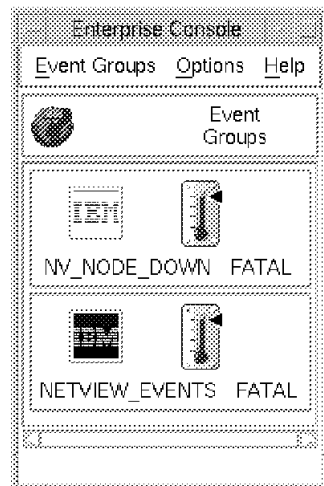 Enterprise Console
Event Groups Options Help
Event
Groups
IBM
NV_NODE_DOWN FATAL
IBM
NETVIEW_EVENTS FATAL